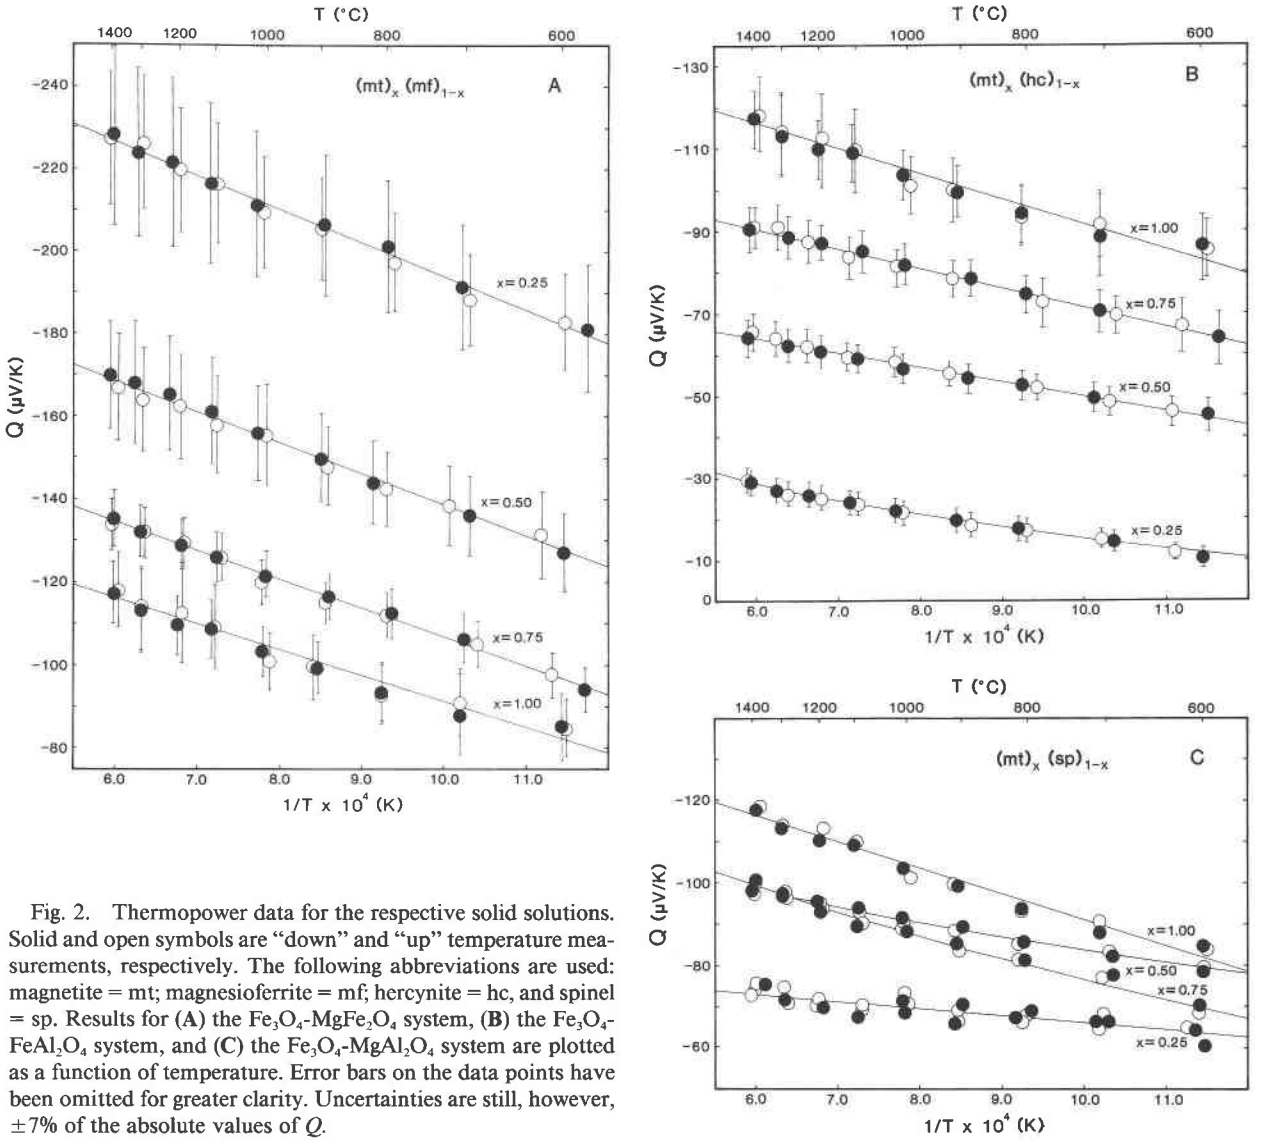 T (°C)
1400 1200 1000 800 600
(mt)x (mf)1−x A
−240
−220
−200
−180
−160
−140
−120
−100
−80
Q (μV/K)
x=0.25
x=0.50
x=0.75
x=1.00
6.0 7.0 8.0 9.0 10.0 11.0
1/T x 10⁴ (K)
T (°C)
1400 1200 1000 800 600
(mt)x (hc)1−x B
−130
−110
−90
−70
−50
−30
−10
0
Q (μV/K)
x=1.00
x=0.75
x=0.50
x=0.25
6.0 7.0 8.0 9.0 10.0 11.0
1/T x 10⁴ (K)
T (°C)
1400 1200 1000 800 600
(mt)x (sp)1−x C
−120
−100
−80
−60
Q (μV/K)
x=1.00
x=0.50
x=0.75
x=0.25
6.0 7.0 8.0 9.0 10.0 11.0
1/T x 10⁴ (K)
Fig. 2. Thermopower data for the respective solid solutions.
Solid and open symbols are “down” and “up” temperature mea-
surements, respectively. The following abbreviations are used:
magnetite = mt; magnesioferrite = mf; hercynite = hc, and spinel
= sp. Results for (A) the Fe₃O₄-MgFe₂O₄ system, (B) the Fe₃O₄-
FeAl₂O₄ system, and (C) the Fe₃O₄-MgAl₂O₄ system are plotted
as a function of temperature. Error bars on the data points have
been omitted for greater clarity. Uncertainties are still, however,
±7% of the absolute values of Q.